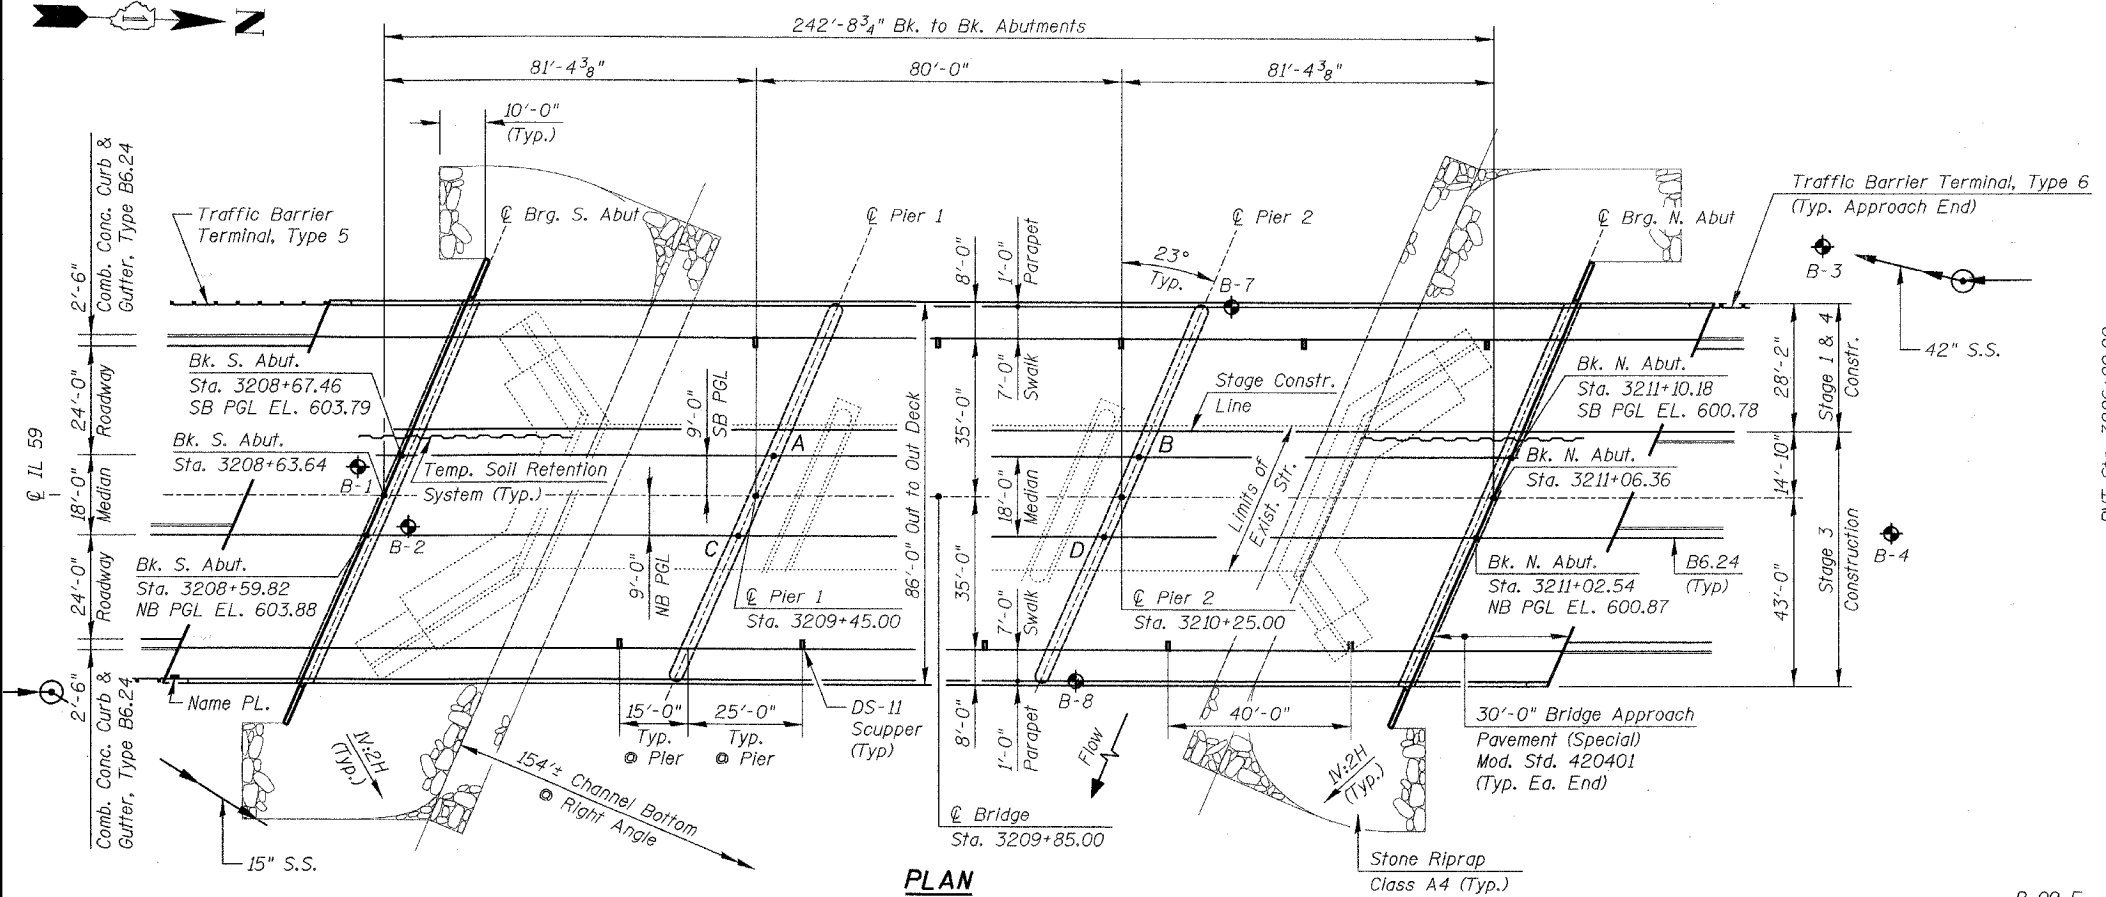 N
242'-8 3/4" Bk. to Bk. Abutments
81'-4 3/8"
80'-0"
81'-4 3/8"
10'-0"
(Typ.)
Comb. Conc. Curb &
Gutter, Type B6.24
2'-6"
24'-0"
Roadway
18'-0"
Median
24'-0"
Roadway
2'-6"
Comb. Conc. Curb &
Gutter, Type B6.24
℄ IL 59
Traffic Barrier
Terminal, Type 5
℄ Brg. S. Abut
℄ Pier 1
℄ Pier 2
℄ Brg. N. Abut
Traffic Barrier Terminal, Type 6
(Typ. Approach End)
B-3
42" S.S.
8'-0"
1'-0"
Parapet
23°
Typ.
B-7
Bk. S. Abut.
Sta. 3208+67.46
SB PGL EL. 603.79
Bk. S. Abut.
Sta. 3208+63.64
B-1
Temp. Soil Retention
System (Typ.)
9'-0"
SB PGL
A
35'-0"
7'-0"
Swalk
Stage Constr.
Line
B
Bk. N. Abut.
Sta. 3211+10.18
SB PGL EL. 600.78
28'-2"
Stage 1 & 4
Constr.
Bk. N. Abut.
Sta. 3211+06.36
14'-10"
B-2
C
86'-0" Out to Out Deck
18'-0"
Median
D
Limits of
Exist. Str.
B-4
Bk. S. Abut.
Sta. 3208+59.82
NB PGL EL. 603.88
9'-0"
NB PGL
℄ Pier 1
Sta. 3209+45.00
35'-0"
7'-0"
Swalk
℄ Pier 2
Sta. 3210+25.00
Bk. N. Abut.
Sta. 3211+02.54
NB PGL EL. 600.87
B6.24
(Typ)
43'-0"
Stage 3
Construction
Name PL.
15'-0"
Typ.
@ Pier
25'-0"
Typ.
@ Pier
DS-11
Scupper
(Typ)
8'-0"
1'-0"
Parapet
B-8
Flow
40'-0"
30'-0" Bridge Approach
Pavement (Special)
Mod. Std. 420401
(Typ. Ea. End)
1V:2H
(Typ.)
154'± Channel Bottom
@ Right Angle
1V:2H
(Typ.)
℄ Bridge
Sta. 3209+85.00
15" S.S.
Stone Riprap
Class A4 (Typ.)
PLAN